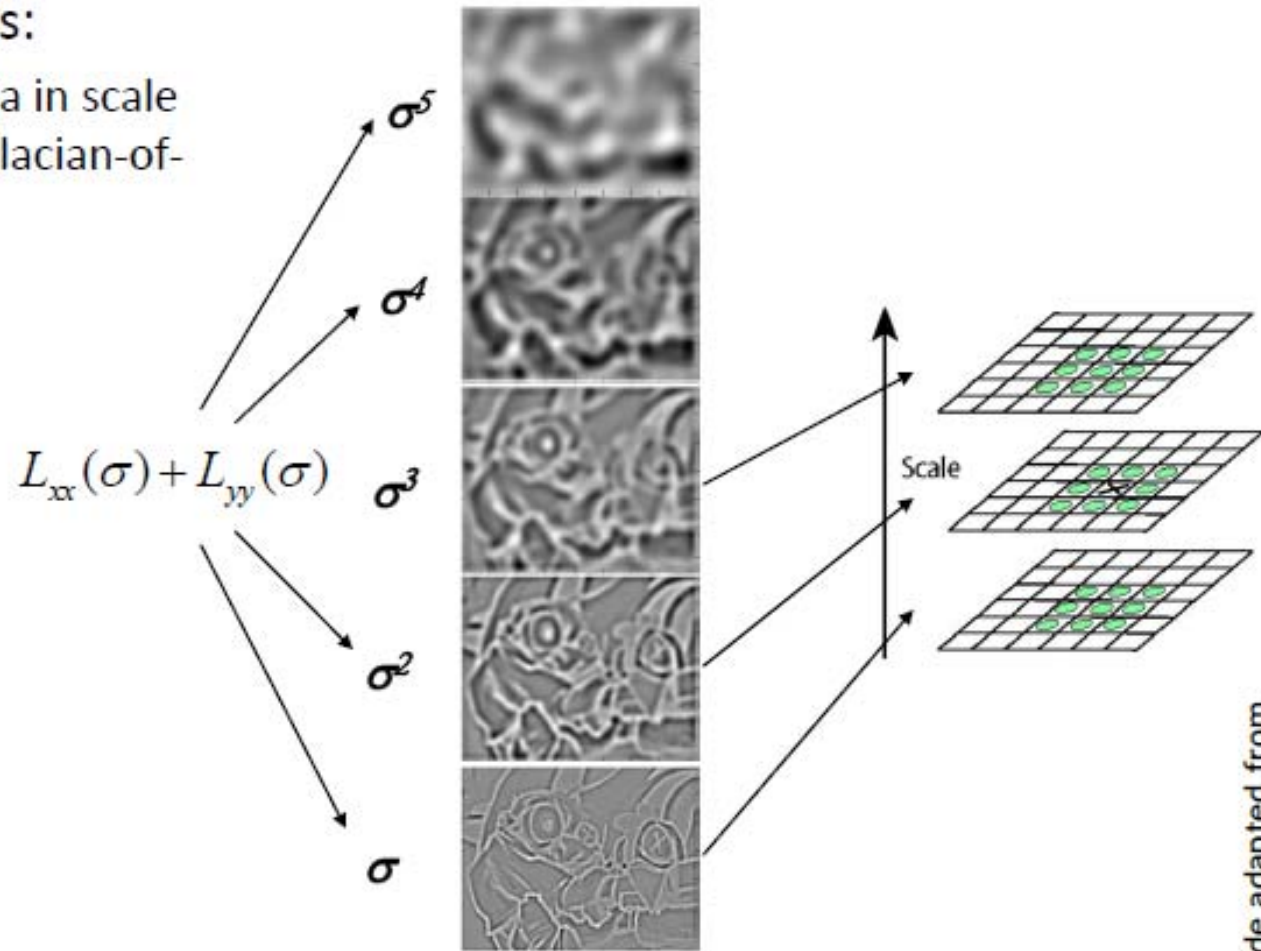 s:
a in scale
lacian-of-
σ⁵
σ⁴
L_xx(σ) + L_yy(σ)
σ³
Scale
σ²
σ
de adapted from